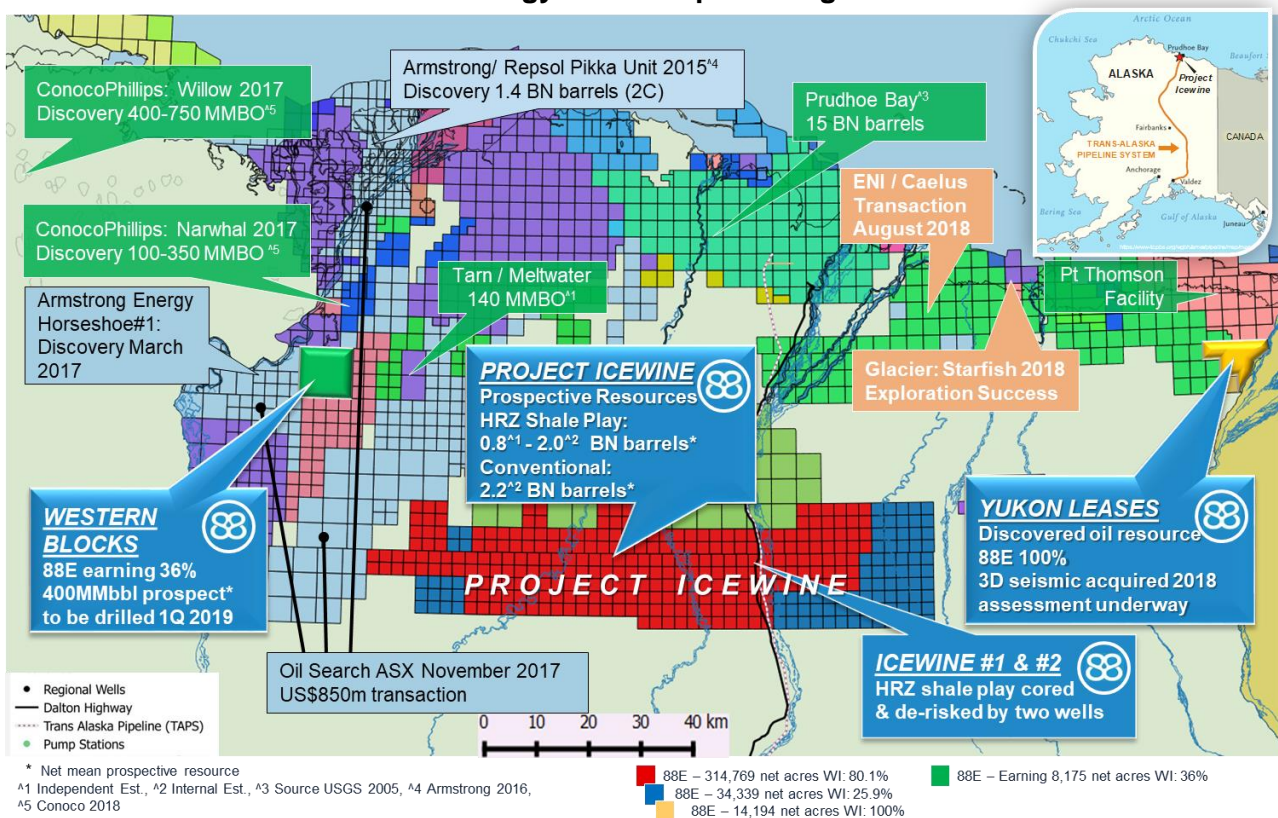 Arctic Ocean
Chukchi Sea
Prudhoe Bay
Beaufort
ALASKA
Project
Icewine
Fairbanks
CANADA
TRANS-ALASKA
PIPELINE SYSTEM
Anchorage
Valdez
Bering Sea
Gulf of Alaska
Juneau
ConocoPhillips: Willow 2017
Discovery 400-750 MMBO^5
Armstrong/ Repsol Pikka Unit 2015^4
Discovery 1.4 BN barrels (2C)
Prudhoe Bay^3
15 BN barrels
ENI / Caelus
Transaction
August 2018
ConocoPhillips: Narwhal 2017
Discovery 100-350 MMBO ^5
Tarn / Meltwater
140 MMBO^1
Pt Thomson
Facility
Armstrong Energy
Horseshoe#1:
Discovery March
2017
Glacier: Starfish 2018
Exploration Success
PROJECT ICEWINE
Prospective Resources
HRZ Shale Play:
0.8^1 - 2.0^2 BN barrels*
Conventional:
2.2^2 BN barrels*
88
WESTERN
BLOCKS
88E earning 36%
400MMbbl prospect*
to be drilled 1Q 2019
88
YUKON LEASES
Discovered oil resource
88E 100%
3D seismic acquired 2018
assessment underway
88
PROJECT ICEWINE
ICEWINE #1 & #2
HRZ shale play cored
& de-risked by two wells
88
Oil Search ASX November 2017
US$850m transaction
Regional Wells
Dalton Highway
Trans Alaska Pipeline (TAPS)
Pump Stations
0 10 20 30 40 km
* Net mean prospective resource
^1 Independent Est., ^2 Internal Est., ^3 Source USGS 2005, ^4 Armstrong 2016,
^5 Conoco 2018
88E – 314,769 net acres WI: 80.1%
88E – 34,339 net acres WI: 25.9%
88E – 14,194 net acres WI: 100%
88E – Earning 8,175 net acres WI: 36%